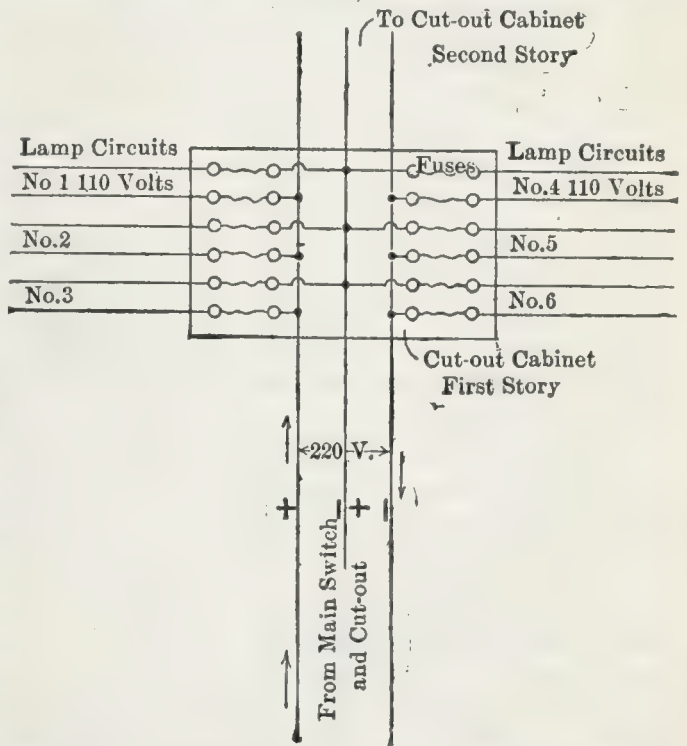 To Cut-out Cabinet
Second Story
Lamp Circuits
Fuses
Lamp Circuits
No 1 110 Volts
No.4 110 Volts
No.2
No.5
No.3
No.6
Cut-out Cabinet
First Story
220 V.
+ - + -
From Main Switch
and Cut-out